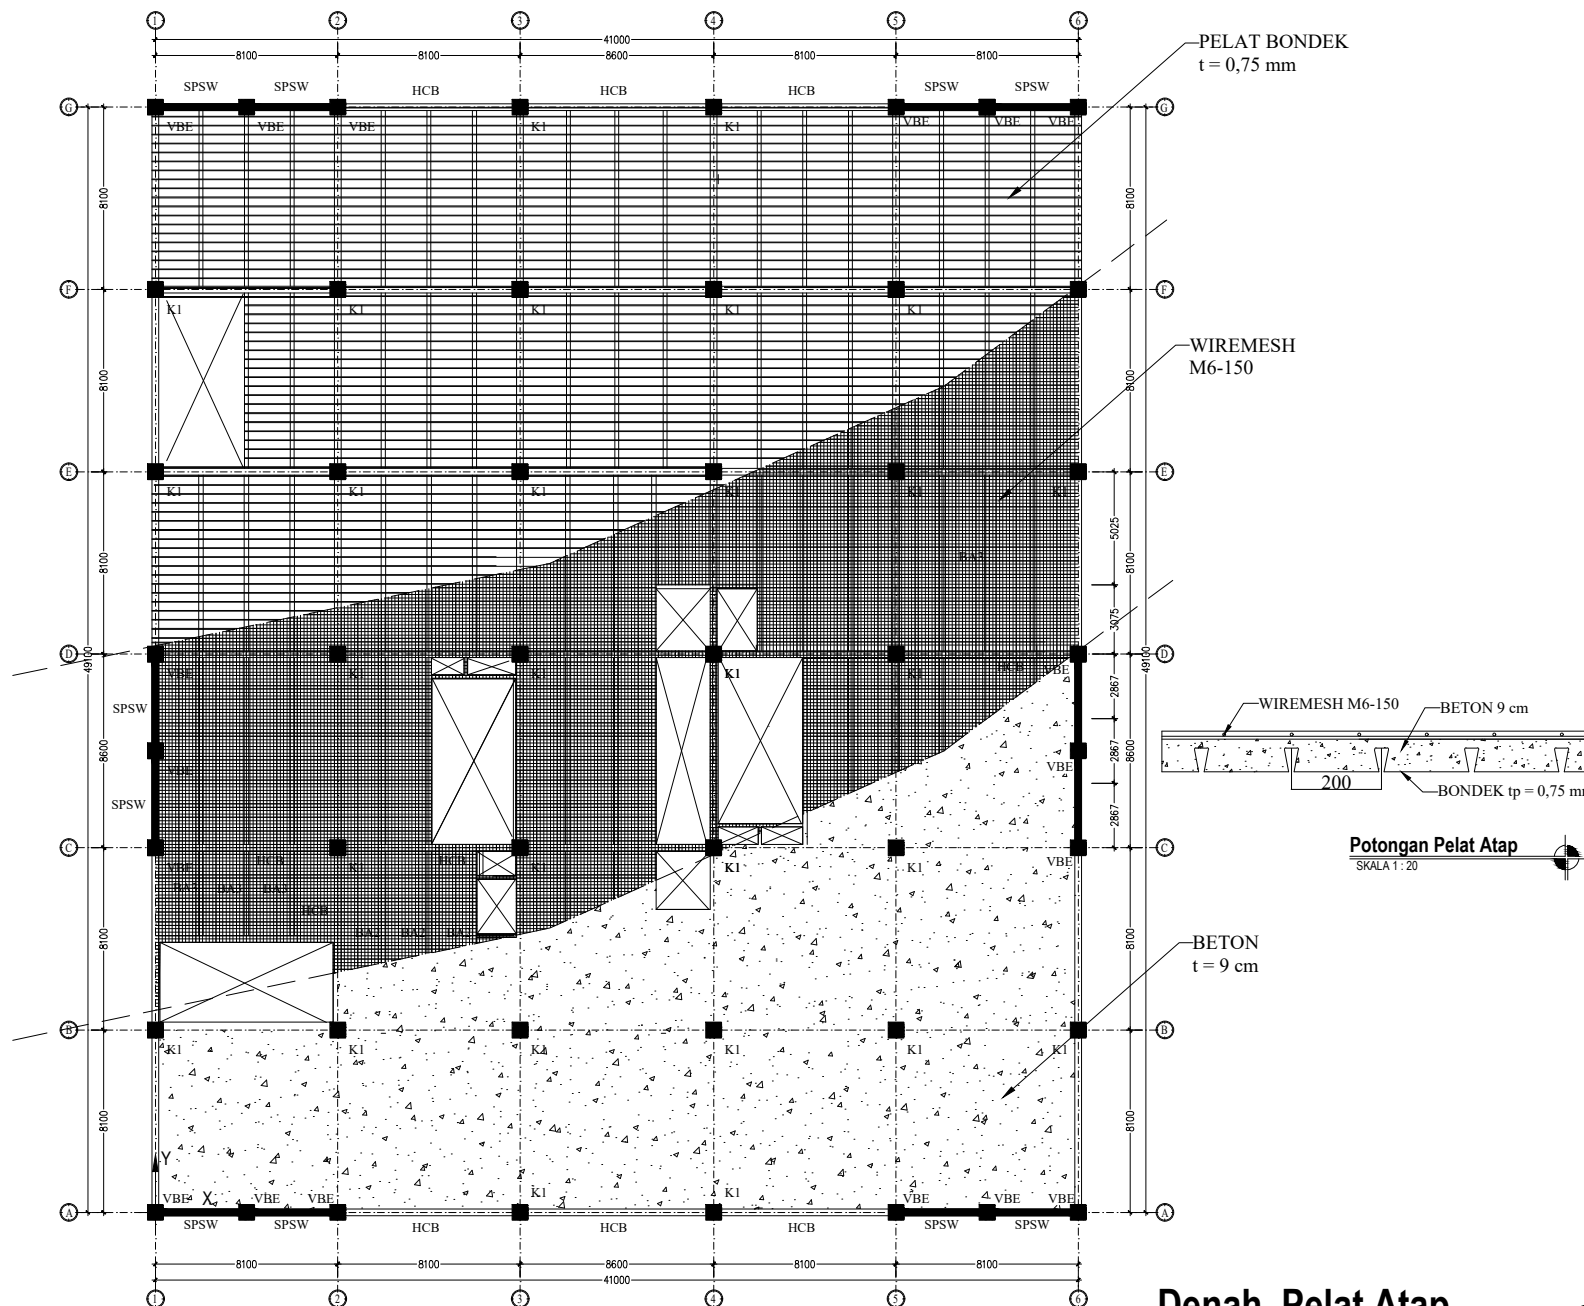 1 2 3 4 5 6
41000
8100 8100 8600 8100 8100
SPSW SPSW HCB HCB HCB SPSW SPSW
G G
VBE VBE VBE K1 K1 VBE VBE VBE
PELAT BONDEK
t = 0,75 mm
8100 8100
F F
K1 K1 K1 K1 K1
WIREMESH
M6-150
8100 8100
E E
K1 K1 K1 K1 K1 K1
5025
8100 8100
3075
49100 49100
D D
VBE K1 K1 K1 K1 HCB VBE
SPSW
2867
VBE VBE
8600 2867 8600
SPSW
2867
WIREMESH M6-150
BETON 9 cm
200
BONDEK tp = 0,75 m
Potongan Pelat Atap
SKALA 1 : 20
C C
VBE HCB K1 HCB K1 K1 K1 VBE
HCB
8100 8100
BETON
t = 9 cm
B B
K1 K1 K1 K1 K1 K1
8100 8100
Y
X
VBE VBE VBE K1 K1 VBE VBE VBE
A A
SPSW SPSW HCB HCB HCB SPSW SPSW
8100 8100 8600 8100 8100
41000
1 2 3 4 5 6
Denah Pelat Atap